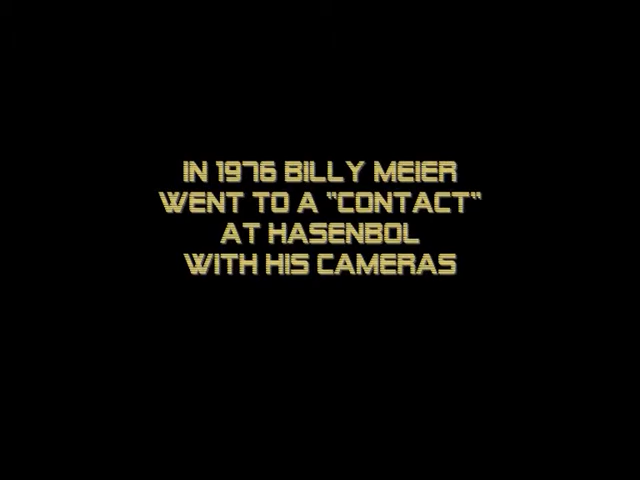 IN 1976 BILLY MEIER
WENT TO A "CONTACT"
AT HASENBOL
WITH HIS CAMERAS